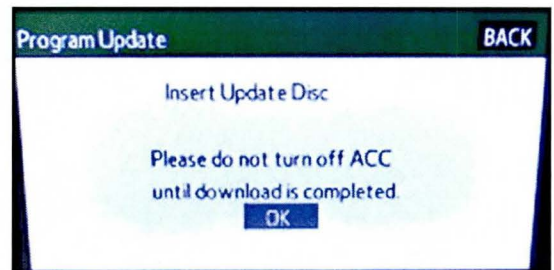 Program Update
BACK
Insert Update Disc
Please do not turn off ACC
until download is completed.
OK